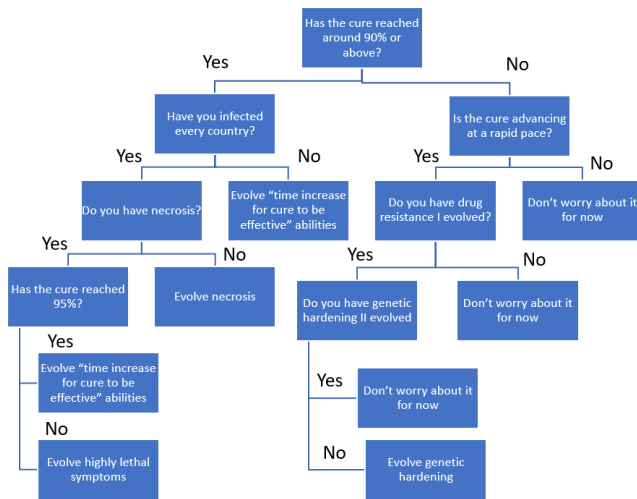 Has the cure reached
around 90% or
above?
Yes
No
Have you infected
every country?
Is the cure advancing
at a rapid pace?
Yes
No
Yes
No
Do you have necrosis?
Evolve “time increase
for cure to be
effective” abilities
Do you have drug
resistance I evolved?
Don’t worry about it
for now
Yes
No
Yes
No
Has the cure reached
95%?
Evolve necrosis
Do you have genetic
hardening II evolved
Don’t worry about it
for now
Yes
Evolve “time increase
for cure to be
effective” abilities
Yes
Don’t worry about it
for now
No
Evolve highly lethal
symptoms
No
Evolve genetic
hardening